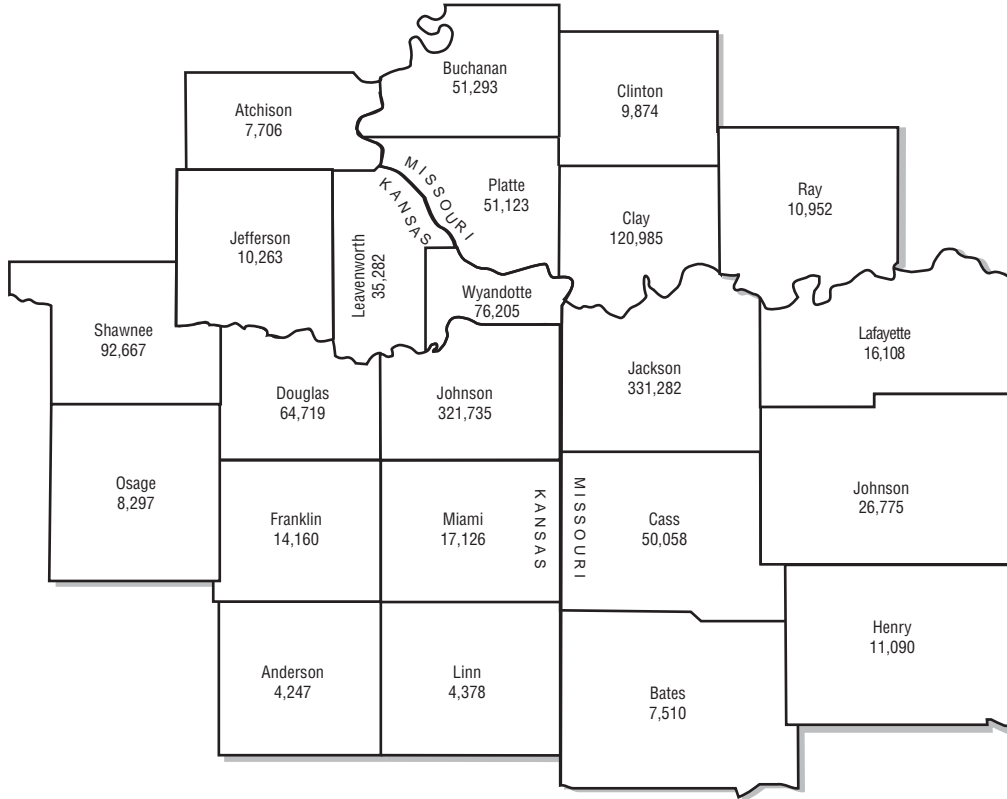 Buchanan
51,293
Clinton
9,874
Atchison
7,706
MISSOURI
KANSAS
Platte
51,123
Clay
120,985
Ray
10,952
Jefferson
10,263
Leavenworth
35,282
Wyandotte
76,205
Shawnee
92,667
Douglas
64,719
Johnson
321,735
Jackson
331,282
Lafayette
16,108
Osage
8,297
Franklin
14,160
Miami
17,126
KANSAS
MISSOURI
Cass
50,058
Johnson
26,775
Anderson
4,247
Linn
4,378
Bates
7,510
Henry
11,090